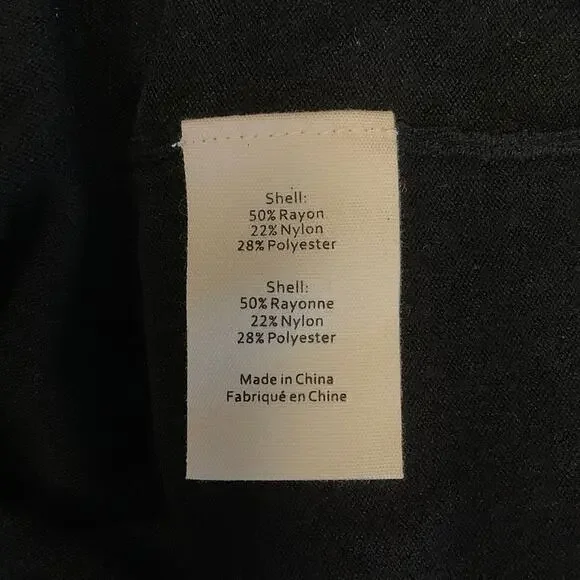 Shell:
50% Rayon
22% Nylon
28% Polyester
Shell:
50% Rayonne
22% Nylon
28% Polyester
Made in China
Fabriqué en Chine